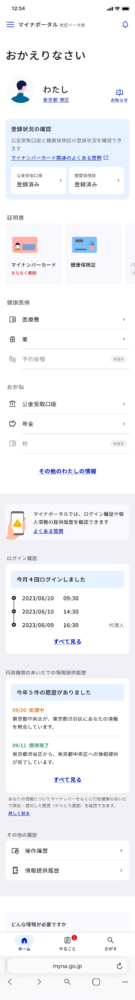 12:34
マイナポータル 実証ベータ版
おかえりなさい
わたし
東京都 港区
お知らせ
登録状況の確認
公金受取口座と健康保険証の登録状況を確認でき
ます
マイナンバーカード関連のよくある質問
公金受取口座
登録済み
健康保険証
登録済み
証明書
マイナンバーカード
まもなく期限
健康保険証
健康医療
医療費
薬
予防接種
未提供
おかね
公金受取口座
年金
税
未提供
その他のわたしの情報
マイナポータルでは、ログイン履歴や個
人情報の提供履歴を確認できます
よくある質問
ログイン履歴
今月４回ログインしました
2023/06/20 09:30
2023/06/10 14:30
2023/06/09 16:30 代理人
すべて見る
行政機関のあいだでの情報提供履歴
今年５件の履歴がありました
09/20 処理中
東京都中央区が、東京都渋谷区にあなたの情報
を照会しています。
09/11 提供完了
東京都渋谷区から、東京都中央区への情報提供
が完了しています。
すべて見る
あなたの情報についてマイナンバーをもとに行政機関のあいだ
で照会・提供した履歴（やりとり履歴）を確認できます。
詳しく知る
その他の履歴
操作履歴
情報提供履歴
どんな情報が必要ですか
2
ホーム
やること
さがす
myna.go.jp